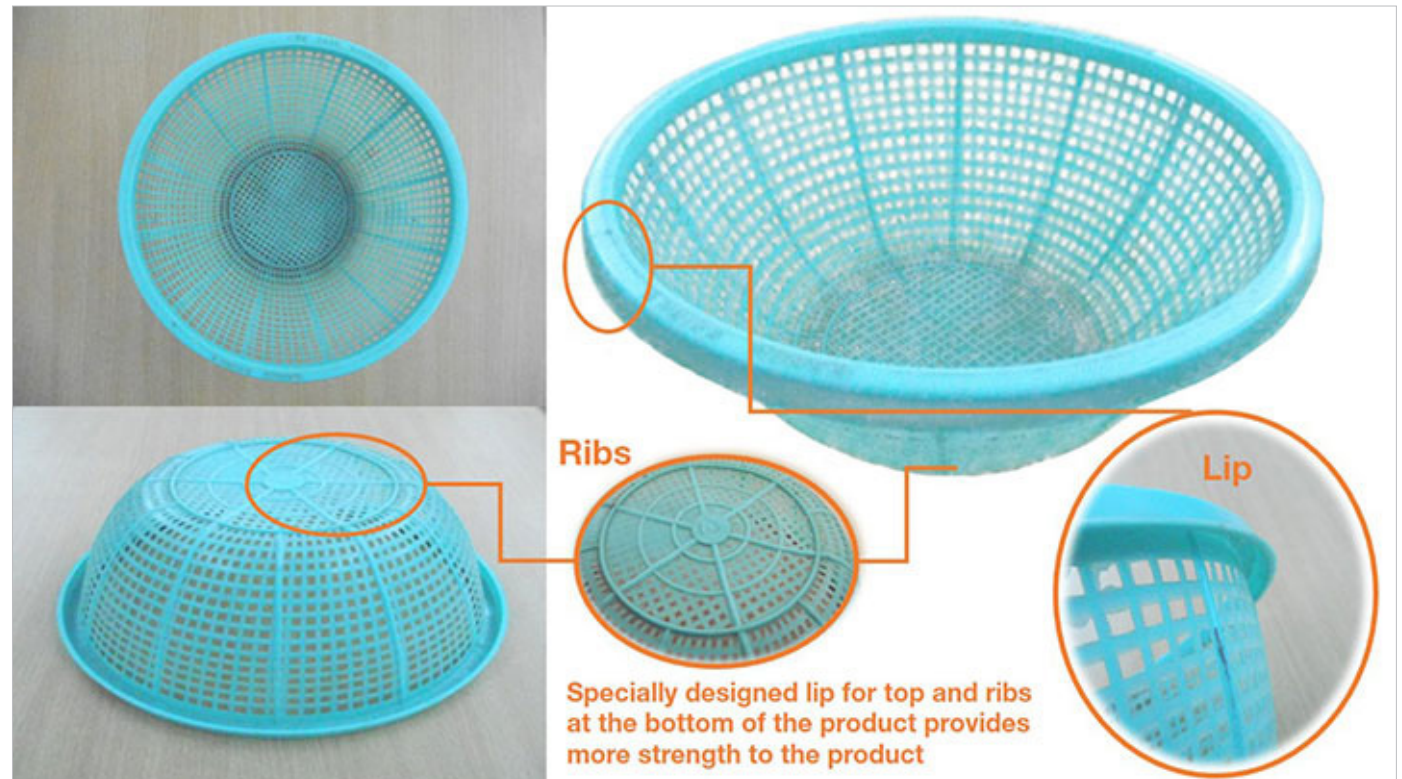 Ribs
Lip
Specially designed lip for top and ribs
at the bottom of the product provides
more strength to the product